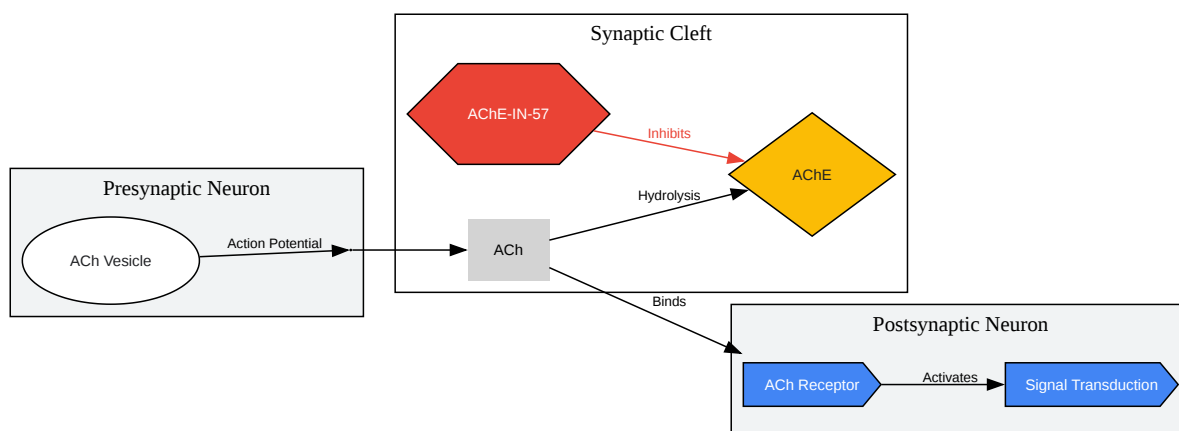 Synaptic Cleft
AChE-IN-57
Inhibits
AChE
Presynaptic Neuron
Hydrolysis
Action Potential
ACh
ACh Vesicle
Binds
Postsynaptic Neuron
ACh Receptor
Activates
Signal Transduction